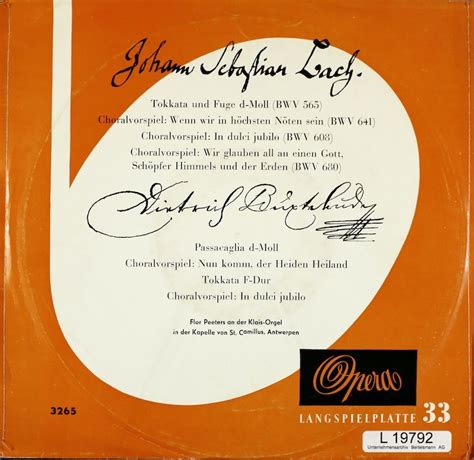 Johann Sebastian Bach.
Tokkata und Fuge d-Moll (BWV 565)
Choralvorspiel: Wenn wir in höchsten Nöten sein (BWV 641)
Choralvorspiel: In dulci jubilo (BWV 608)
Choralvorspiel: Wir glauben all an einen Gott,
Schöpfer Himmels und der Erden (BWV 680)
Dietrich Buxtehude
Passacaglia d-Moll
Choralvorspiel: Nun komm, der Heiden Heiland
Tokkata F-Dur
Choralvorspiel: In dulci jubilo
Flor Peeters an der Klais-Orgel
in der Kapelle von St. Camillus, Antwerpen
Opera
3265
LANGSPIELPLATTE 33
L 19792
Unternehmensarchiv Bertelsmann AG